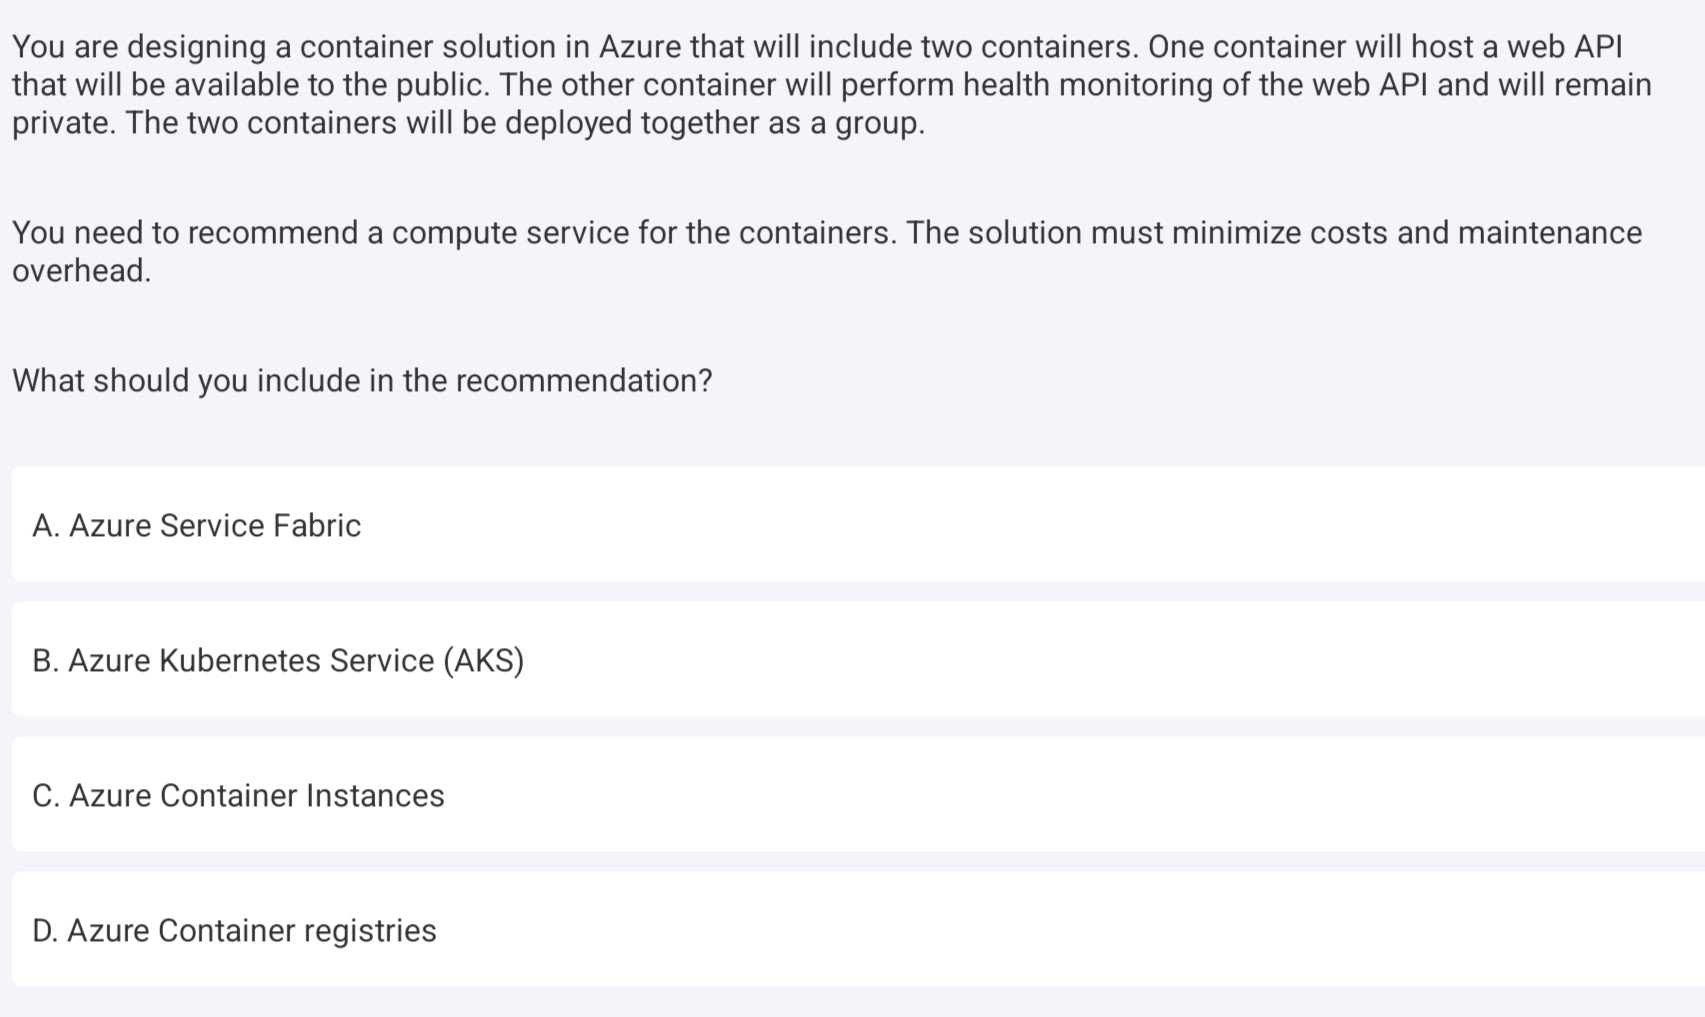 You are designing a container solution in Azure that will include two containers. One container will host a web API
that will be available to the public. The other container will perform health monitoring of the web API and will remain
private. The two containers will be deployed together as a group.
You need to recommend a compute service for the containers. The solution must minimize costs and maintenance
overhead.
What should you include in the recommendation?
A. Azure Service Fabric
B. Azure Kubernetes Service (AKS)
C. Azure Container Instances
D. Azure Container registries